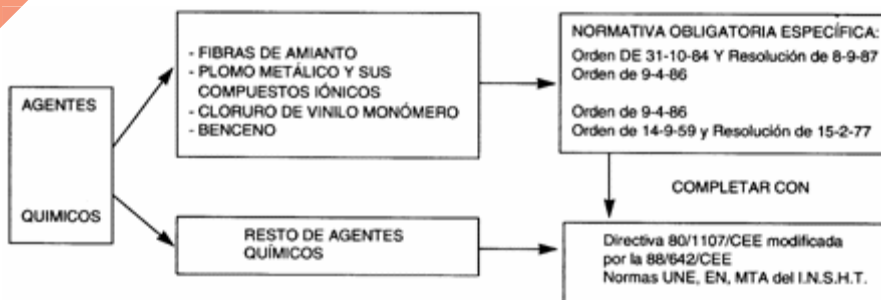 AGENTES
QUIMICOS
- FIBRAS DE AMIANTO
- PLOMO METÁLICO Y SUS
COMPUESTOS IÓNICOS
- CLORURO DE VINILO MONÓMERO
- BENCENO
NORMATIVA OBLIGATORIA ESPECÍFICA:
Orden DE 31-10-84 Y Resolución de 8-9-87
Orden de 9-4-86
Orden de 9-4-86
Orden de 14-9-59 y Resolución de 15-2-77
COMPLETAR CON
RESTO DE AGENTES
QUÍMICOS
Directiva 80/1107/CEE modificada
por la 88/642/CEE
Normas UNE, EN, MTA del I.N.S.H.T.